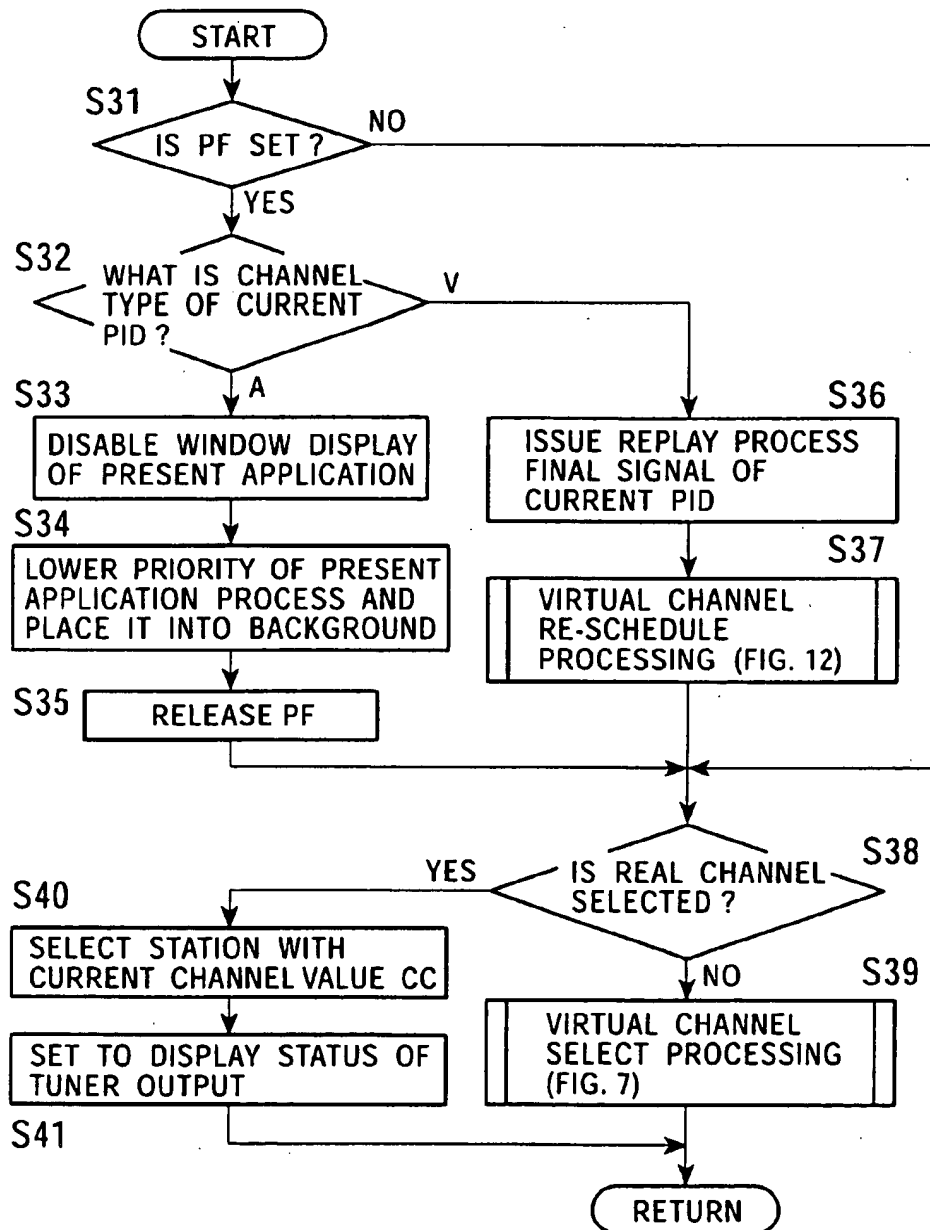 START
S31
IS PF SET ?
NO
YES
S32
WHAT IS CHANNEL
TYPE OF CURRENT
PID ?
V
A
S33
DISABLE WINDOW DISPLAY
OF PRESENT APPLICATION
S34
LOWER PRIORITY OF PRESENT
APPLICATION PROCESS AND
PLACE IT INTO BACKGROUND
S35
RELEASE PF
S36
ISSUE REPLAY PROCESS
FINAL SIGNAL OF
CURRENT PID
S37
VIRTUAL CHANNEL
RE-SCHEDULE
PROCESSING (FIG. 12)
S38
IS REAL CHANNEL
SELECTED ?
YES
NO
S40
SELECT STATION WITH
CURRENT CHANNEL VALUE CC
SET TO DISPLAY STATUS OF
TUNER OUTPUT
S41
S39
VIRTUAL CHANNEL
SELECT PROCESSING
(FIG. 7)
RETURN